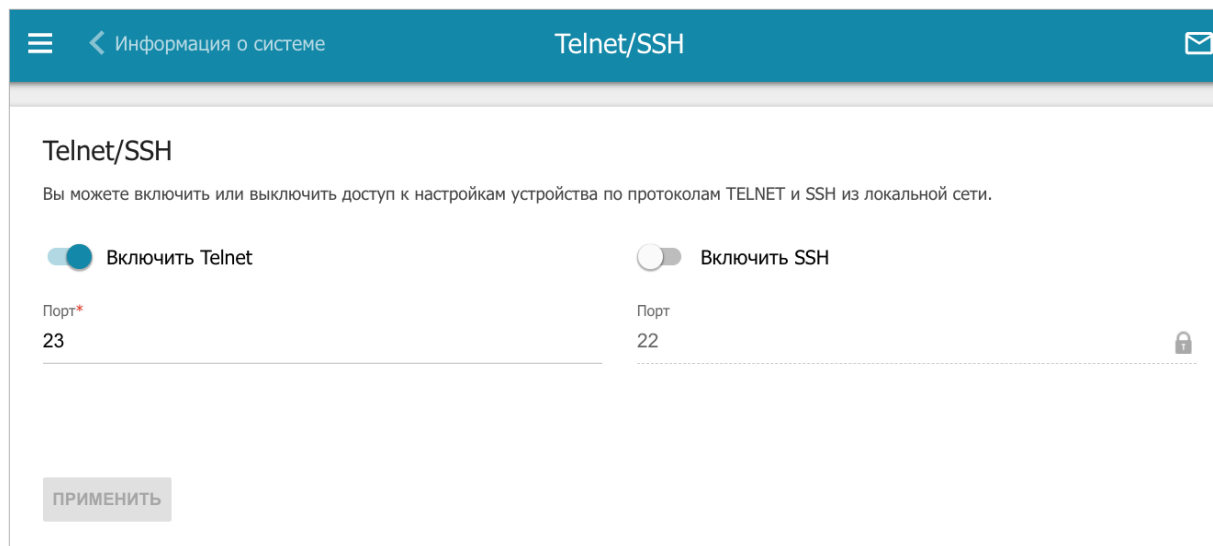 Информация о системе
Telnet/SSH
Telnet/SSH
Вы можете включить или выключить доступ к настройкам устройства по протоколам TELNET и SSH из локальной сети.
Включить Telnet
Включить SSH
Порт*
Порт
23
22
ПРИМЕНИТЬ